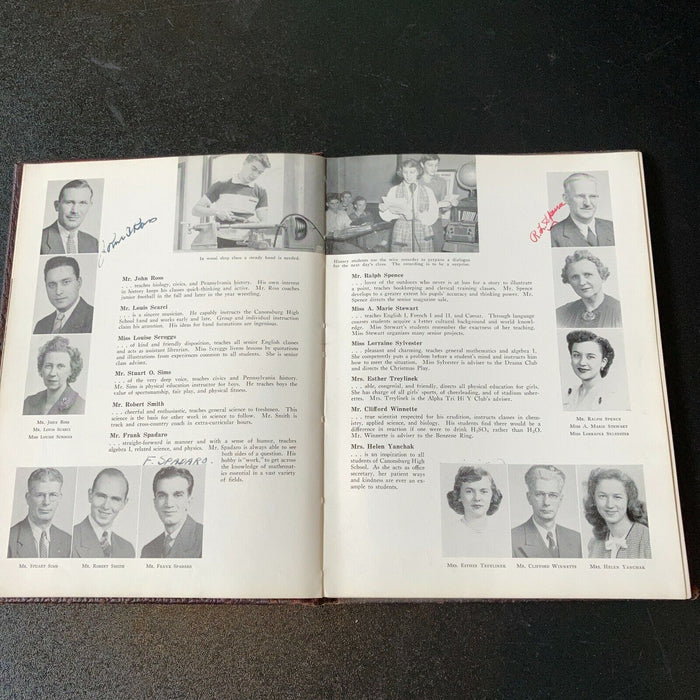 John Ross
In wood shop class a steady hand is needed.
Mr. John Ross
. . . teaches biology, civics, and Pennsylvania history. His own interest
in history keeps his classes quick-thinking and active. Mr. Ross coaches
junior football in the fall and later in the year wrestling.
Mr. Louis Scarci
. . . is a sincere musician. He capably instructs the Canonsburg High
School band and works early and late. Group and individual instruction
claim his attention. His ideas for band formations are ingenious.
Miss Louise Scroggs
. . . of kind and friendly disposition, teaches all senior English classes
and acts as assistant librarian. Miss Scroggs livens lessons by quotations
and illustrations from experiences common to all students. She is senior
class adviser.
Mr. Stuart O. Sims
. . . of the very deep voice, teaches civics and Pennsylvania history.
Mr. Sims is physical education instructor for boys. He teaches boys the
value of sportsmanship, fair play, and physical fitness.
Mr. Robert Smith
. . . cheerful and enthusiastic, teaches general science to freshmen. This
science is the basis for other work in science to follow. Mr. Smith is
track and cross-country coach in extra-curricular hours.
Mr. Frank Spadaro
. . . straight-forward in manner and with a sense of humor, teaches
algebra I, related science, and physics. Mr. Spadaro is always able to see
both sides of a question. His
hobby is "work," to get across
the knowledge of mathemat-
ics essential in a vast variety
of fields.
F. SPADARO
Mr. John Ross
Mr. Louis Scarci
Miss Louise Scroggs
Mr. Stuart Sims
Mr. Robert Smith
Mr. Frank Spadaro
History students use the wire recorder to prepare a dialogue
for the next day's class. The recording is to be a surprise.
Mr. Ralph Spence
. . . lover of the outdoors who never is at a loss for a story to illustrate
a point, teaches bookkeeping and clerical training classes. Mr. Spence
develops to a greater extent his pupils' accuracy and thinking power. Mr.
Spence directs the senior magazine sale.
Miss A. Marie Stewart
. . . teaches English I, French I and II, and Caesar. Through language
courses students acquire a better cultural background and world knowl-
edge. Miss Stewart's students remember the exactness of her teaching.
Miss Stewart organizes many senior projects.
Miss Lorraine Sylvester
. . . pleasant and charming, teaches general mathematics and algebra I.
She competently puts a problem before a student's mind and instructs him
how to meet the situation. Miss Sylvester is adviser to the Drama Club
and directs the Christmas Play.
Mrs. Esther Treylinek
. . . able, congenial, and friendly, directs all physical education for girls.
She has charge of all girls' sports, of cheerleading, and of stadium usher-
ettes. Mrs. Treylinek is the Alpha Tri Hi Y Club's adviser.
Mr. Clifford Winnette
. . . true scientist respected for his erudition, instructs classes in chem-
istry, applied science, and biology. His students find there would be a
difference in reaction if one were to drink H2SO4 rather than H2O.
Mr. Winnette is adviser to the Benzene Ring.
Mrs. Helen Yanchak
. . . is an inspiration to all
students of Canonsburg High
School. As she acts as office
secretary, her patient ways
and kindness are ever an ex-
ample to students.
Mr. Ralph Spence
Miss A. Marie Stewart
Miss Lorraine Sylvester
Mrs. Esther Treylinek
Mr. Clifford Winnette
Mrs. Helen Yanchak